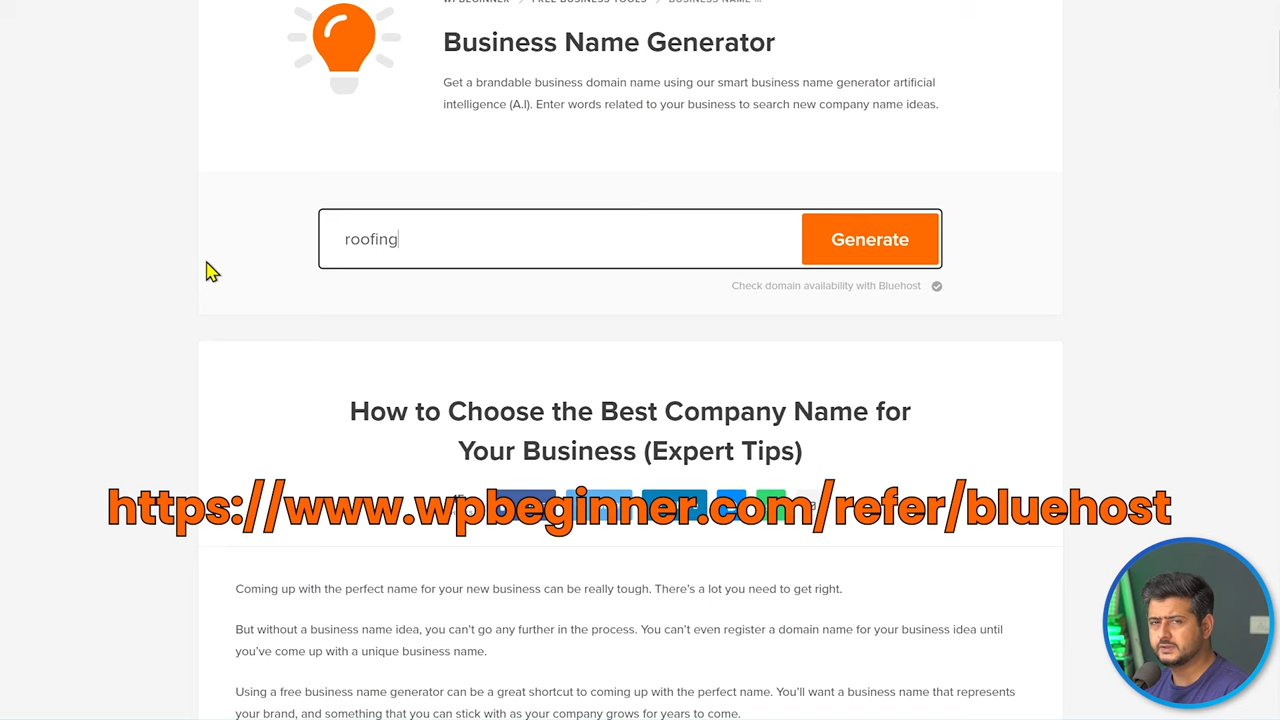 WPBEGINNER > FREE BUSINESS TOOLS > BUSINESS NAME ...
Business Name Generator
Get a brandable business domain name using our smart business name generator artificial
intelligence (A.I). Enter words related to your business to search new company name ideas.
roofing
Generate
Check domain availability with Bluehost
How to Choose the Best Company Name for
Your Business (Expert Tips)
https://www.wpbeginner.com/refer/bluehost
Coming up with the perfect name for your new business can be really tough. There’s a lot you need to get right.
But without a business name idea, you can’t go any further in the process. You can’t even register a domain name for your business idea until
you’ve come up with a unique business name.
Using a free business name generator can be a great shortcut to coming up with the perfect name. You’ll want a business name that represents
your brand, and something that you can stick with as your company grows for years to come.